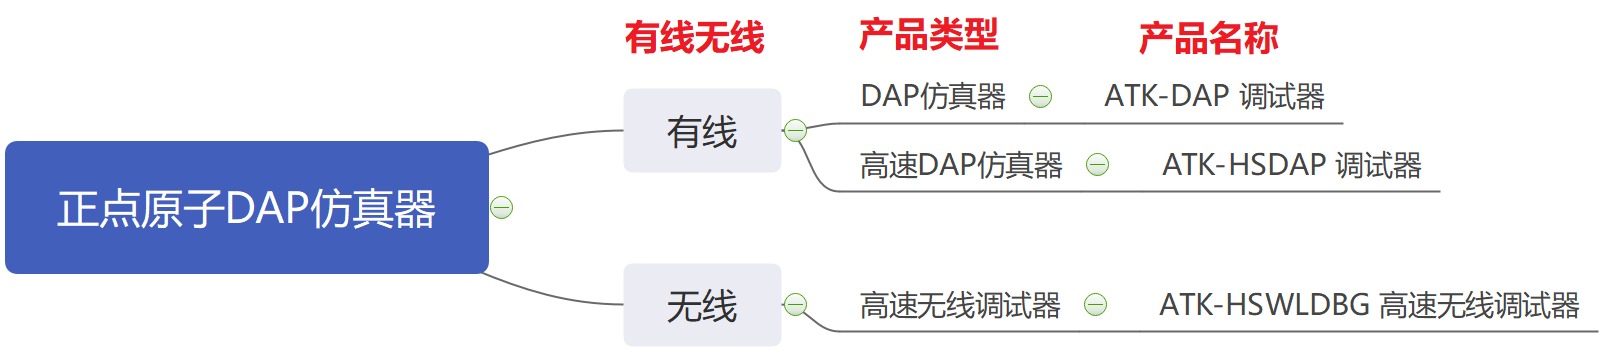 有线无线 产品类型 产品名称
DAP仿真器 ATK-DAP 调试器
有线
高速DAP仿真器 ATK-HSDAP 调试器
正点原子DAP仿真器
无线
高速无线调试器 ATK-HSWLDBG 高速无线调试器